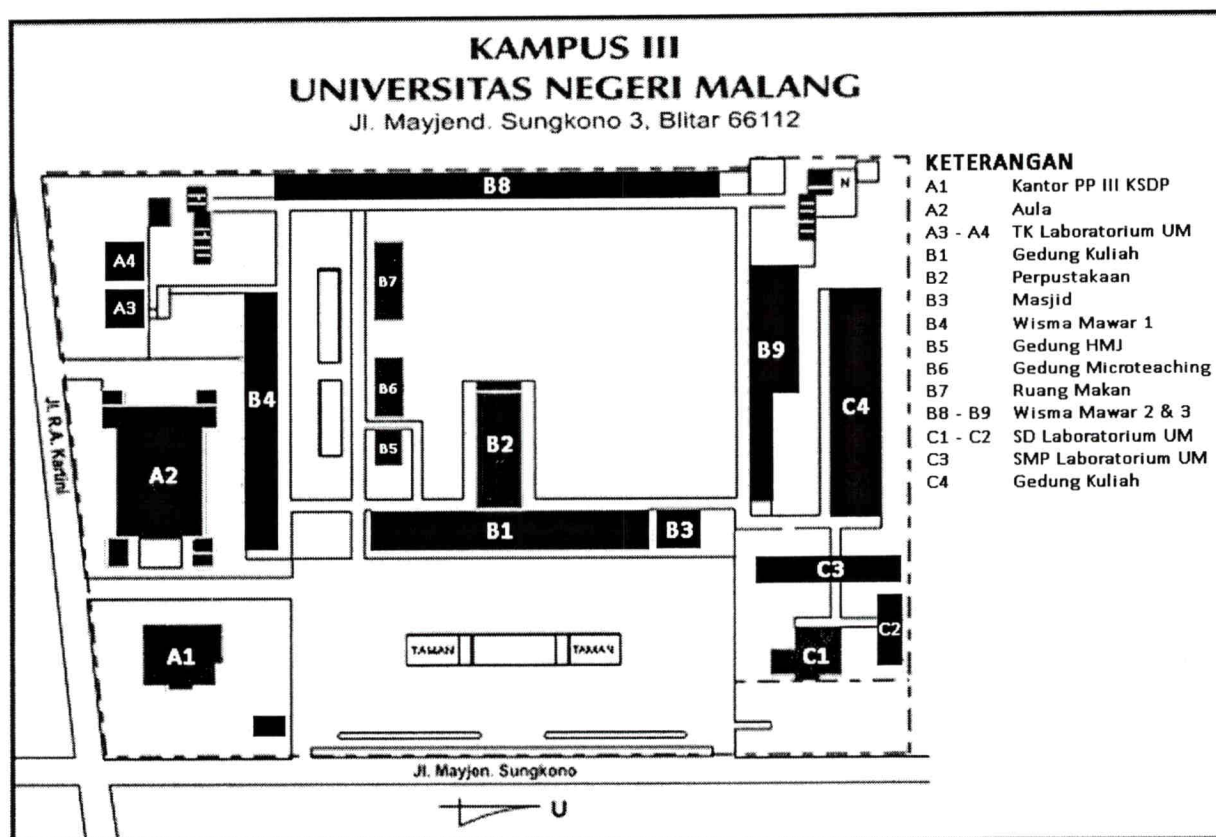 KAMPUS III
UNIVERSITAS NEGERI MALANG
Jl. Mayjend. Sungkono 3, Blitar 66112
KETERANGAN
A1 Kantor PP III KSDP
A2 Aula
A3 - A4 TK Laboratorium UM
B1 Gedung Kuliah
B2 Perpustakaan
B3 Masjid
B4 Wisma Mawar 1
B5 Gedung HMJ
B6 Gedung Microteaching
B7 Ruang Makan
B8 - B9 Wisma Mawar 2 & 3
C1 - C2 SD Laboratorium UM
C3 SMP Laboratorium UM
C4 Gedung Kuliah
B8
N
A4
B7
A3
B9
B4
B6
C4
Jl. R.A. Kartini
B5
B2
A2
B1
B3
C3
C2
A1
TAMAN
TAMAN
C1
Jl. Mayjen. Sungkono
U